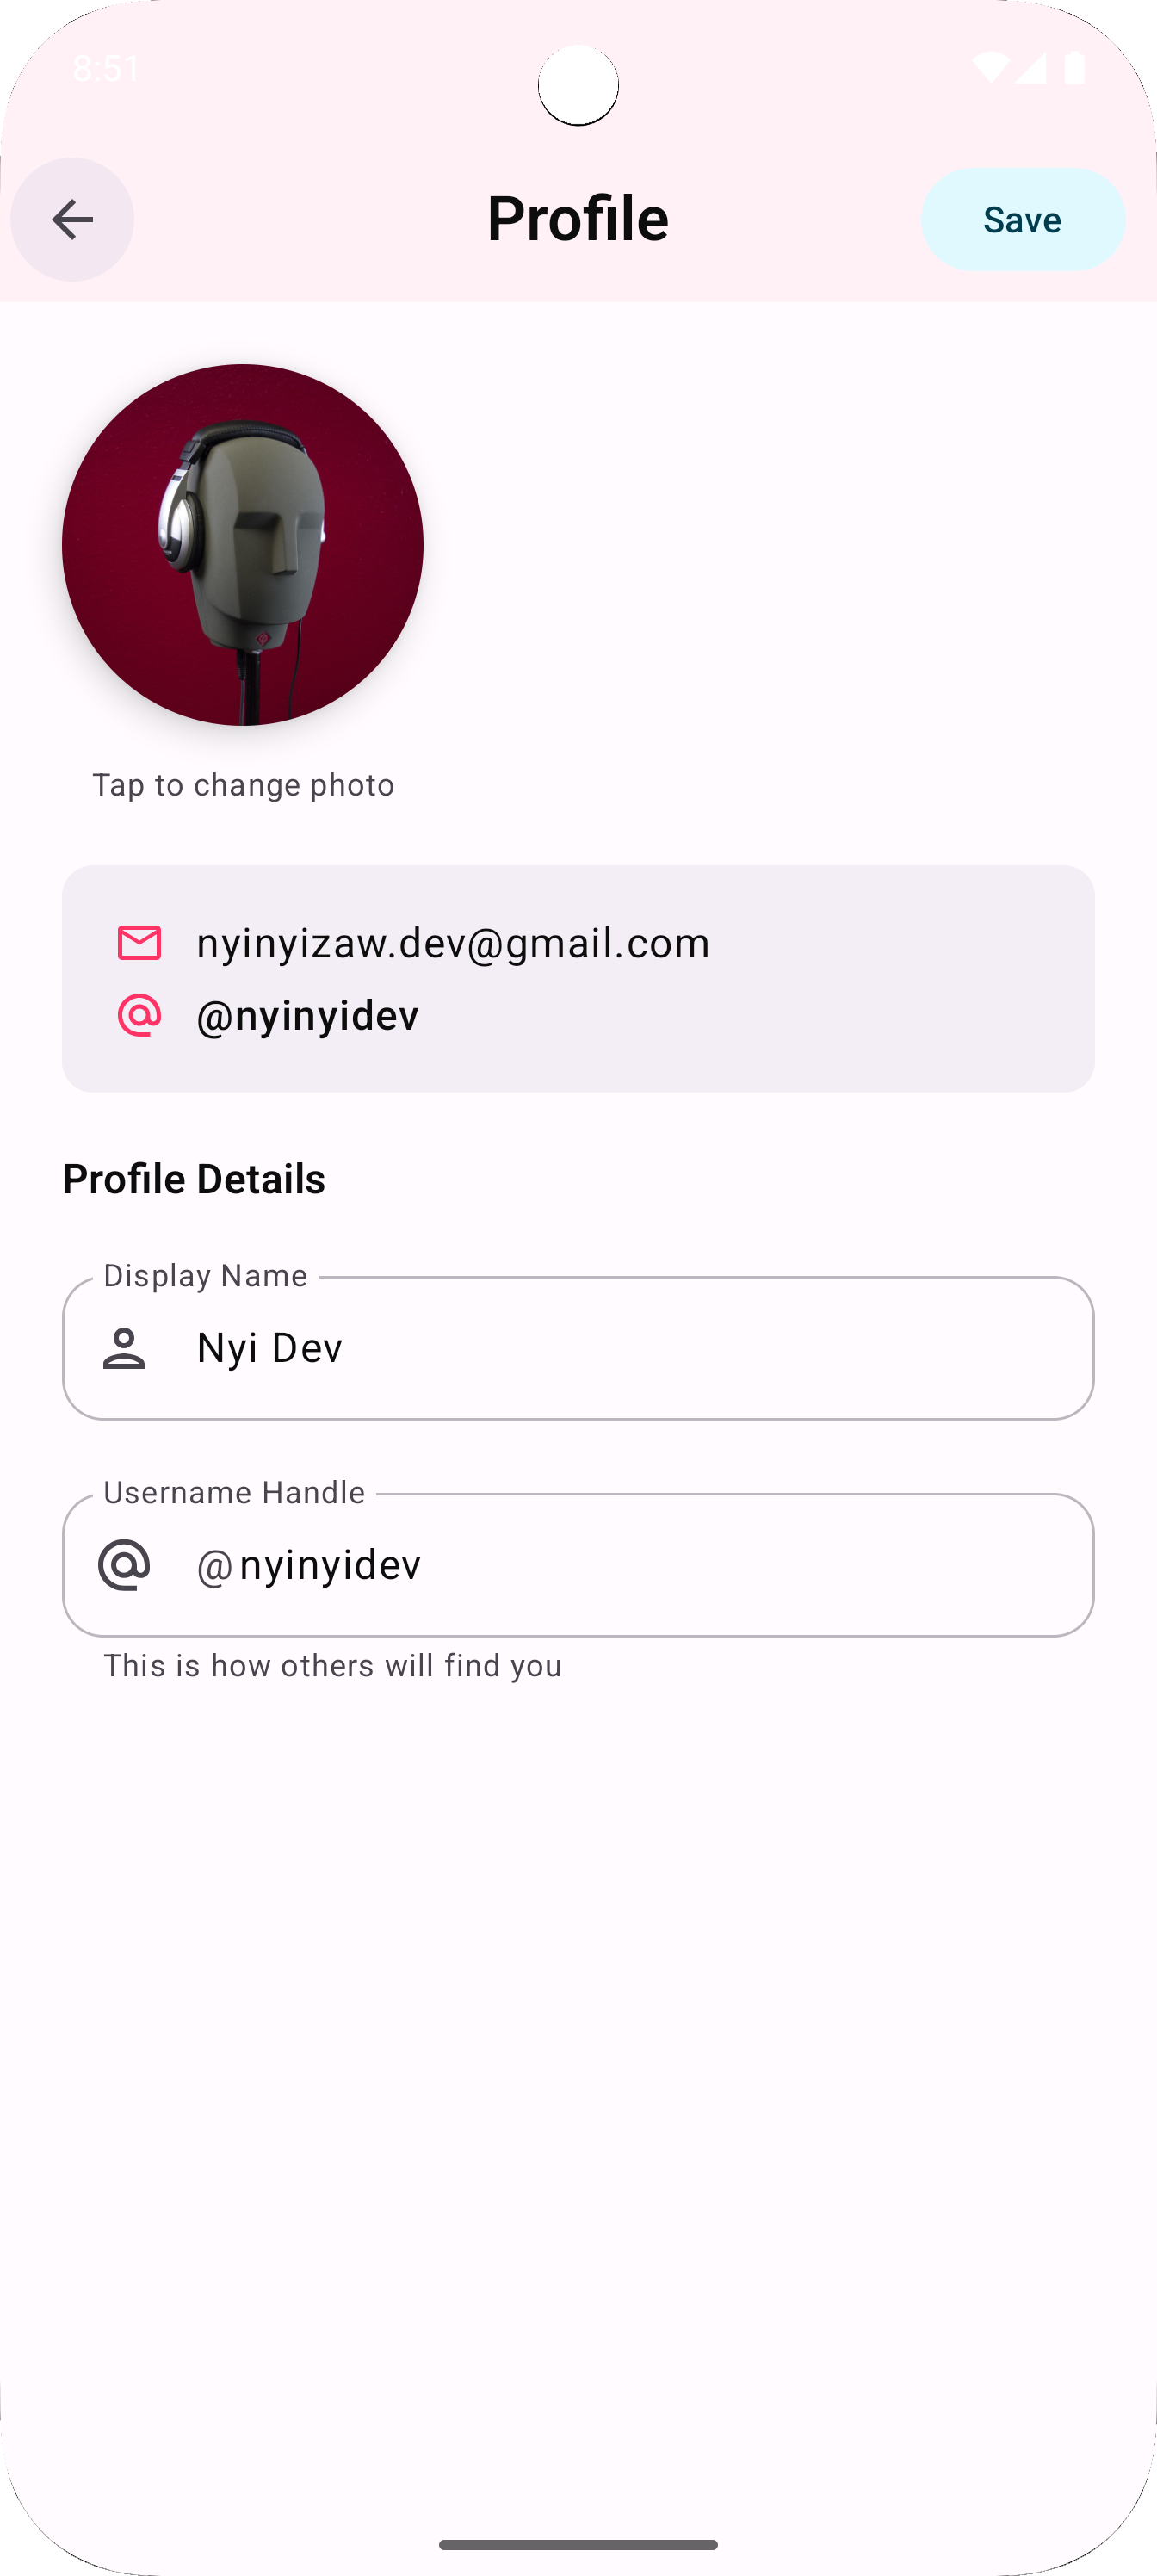 8:51
Profile
Save
Tap to change photo
nyinyizaw.dev@gmail.com
@nyinyidev
Profile Details
Display Name
Nyi Dev
Username Handle
@nyinyidev
This is how others will find you